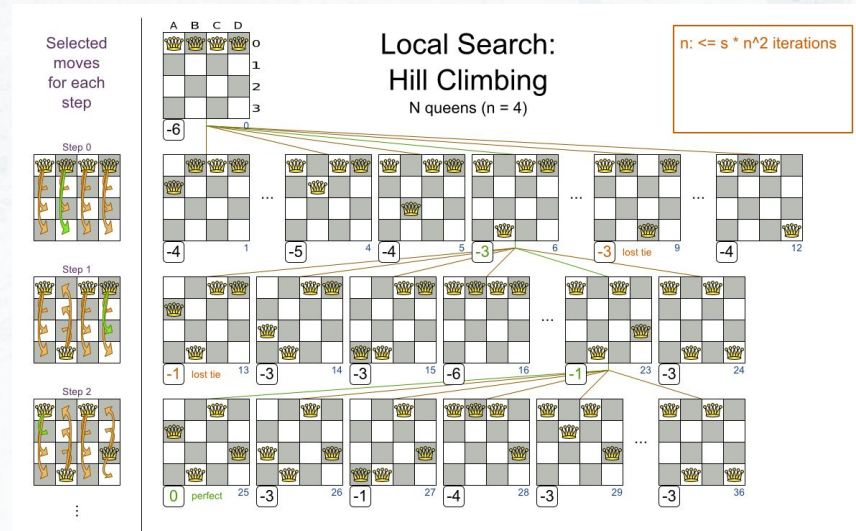 Selected
moves
for each
step
A B C D
0
1
2
3
-6
0
Local Search:
Hill Climbing
N queens (n = 4)
n: <= s * n^2 iterations
Step 0
...
...
...
-4 1
-5 4
-4 5
-3 6
-3 lost tie 9
-4 12
Step 1
...
-1 lost tie 13
-3 14
-3 15
-6 16
-1 23
-3 24
Step 2
...
0 perfect 25
-3 26
-1 27
-4 28
-3 29
-3 36
⋮